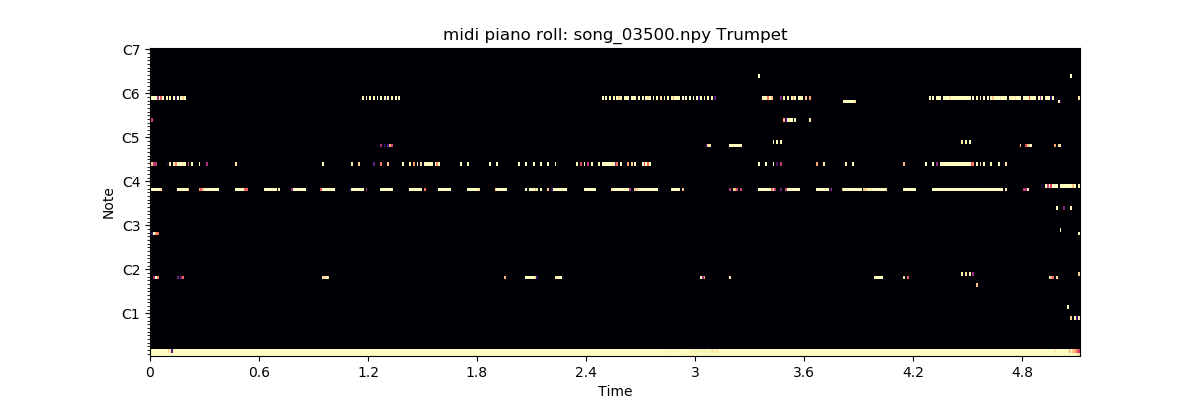 midi piano roll: song_03500.npy Trumpet
C7
C6
C5
C4
C3
C2
C1
Note
0 0.6 1.2 1.8 2.4 3 3.6 4.2 4.8
Time